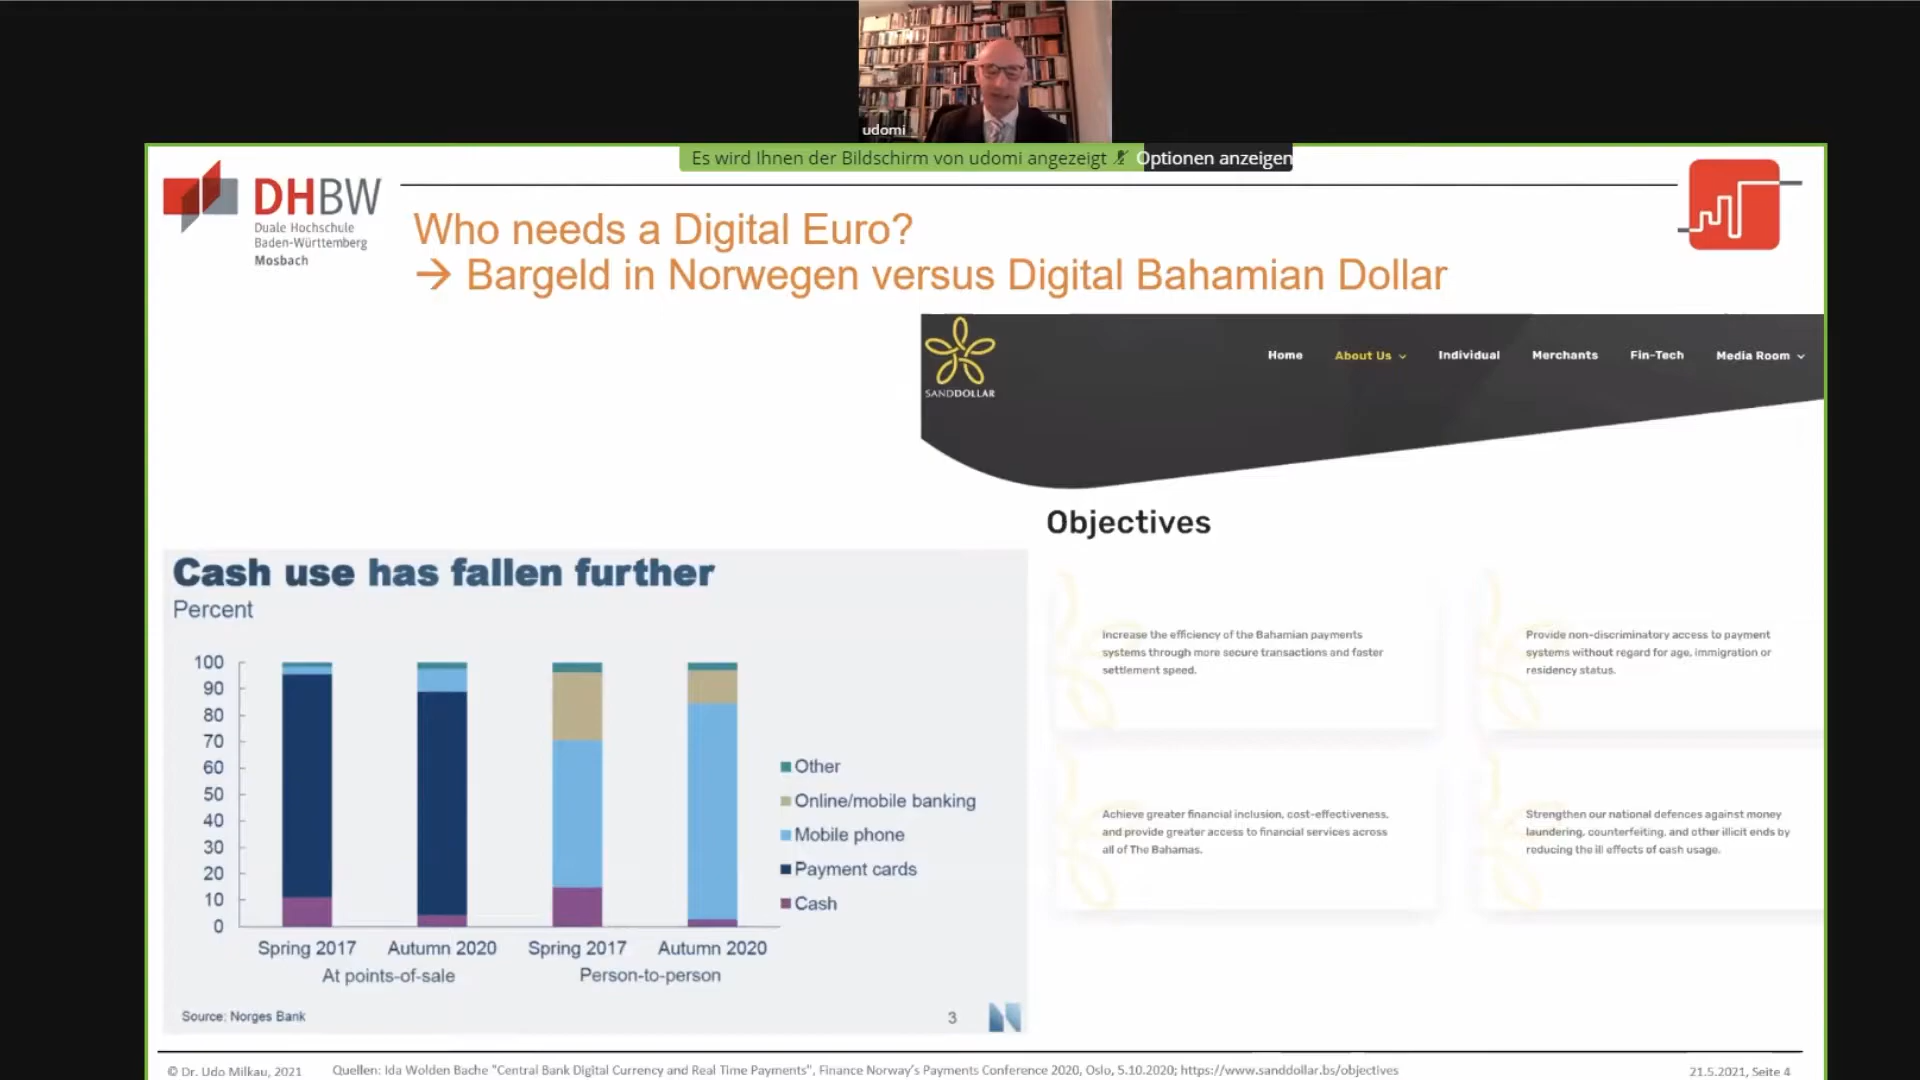 udomi
Es wird Ihnen der Bildschirm von udomi angezeigt
Optionen anzeigen
DHBW
Duale Hochschule
Baden-Württemberg
Mosbach
Who needs a Digital Euro?
→ Bargeld in Norwegen versus Digital Bahamian Dollar
SANDDOLLAR
Home
About Us
Individual
Merchants
Fin-Tech
Media Room
Objectives
Increase the efficiency of the Bahamian payments
systems through more secure transactions and faster
settlement speed.
Provide non-discriminatory access to payment
systems without regard for age, immigration or
residency status.
Achieve greater financial inclusion, cost-effectiveness,
and provide greater access to financial services across
all of The Bahamas.
Strengthen our national defences against money
laundering, counterfeiting, and other illicit ends by
reducing the ill effects of cash usage.
Cash use has fallen further
Percent
100
90
80
70
60
50
40
30
20
10
0
Other
Online/mobile banking
Mobile phone
Payment cards
Cash
Spring 2017
Autumn 2020
Spring 2017
Autumn 2020
At points-of-sale
Person-to-person
Source: Norges Bank
3
© Dr. Udo Milkau, 2021
Quellen: Ida Wolden Bache "Central Bank Digital Currency and Real Time Payments", Finance Norway's Payments Conference 2020, Oslo, 5.10.2020; https://www.sanddollar.bs/objectives
21.5.2021, Seite 4